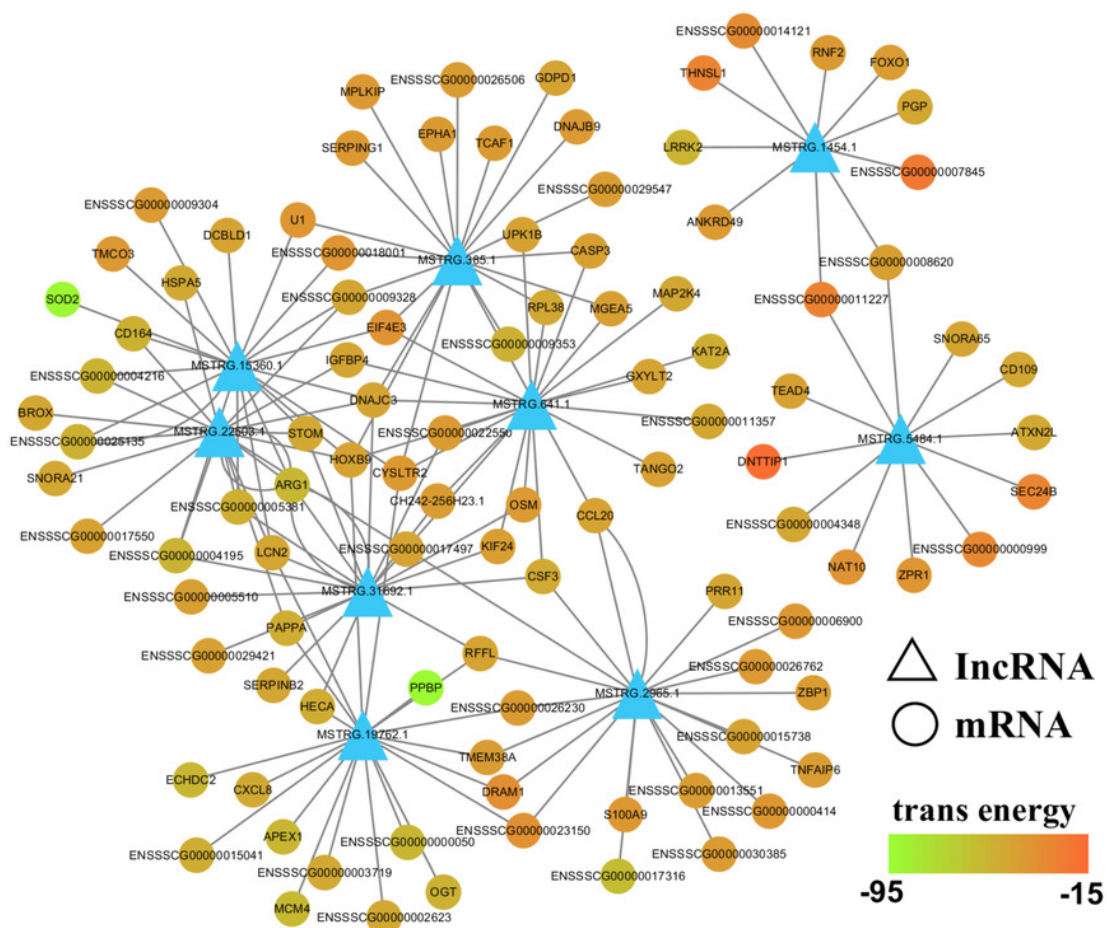 ENSSSCG00000014121
RNF2
FOXO1
THNSL1
PGP
LRRK2
MSTRG.1454.1
ENSSSCG00000007845
ANKRD49
ENSSSCG00000008620
ENSSSCG00000011227
ENSSSCG00000026506
GDPD1
MPLKIP
EPHA1
TCAF1
DNAJB9
SERPING1
ENSSSCG00000029547
ENSSSCG00000009304
DCBLD1
U1
UPK1B
TMCO3
ENSSSCG00000018001
MSTRG.385.1
CASP3
HSPA5
ENSSSCG00000009328
SOD2
RPL38
MGEA5
MAP2K4
CD164
EIF4E3
ENSSSCG00000009353
KAT2A
MSTRG.15360.1
IGFBP4
ENSSSCG00000004216
GXYLT2
BROX
DNAJC3
MSTRG.641.1
ENSSSCG00000011357
ENSSSCG00000025135
MSTRG.22503.1
STOM
ENSSSCG00000022550
HOXB9
SNORA21
CYSLTR2
TANGO2
ARG1
CH242-256H23.1
ENSSSCG00000005381
OSM
CCL20
ENSSSCG00000017550
ENSSSCG00000004195
LCN2
ENSSSCG00000017497
KIF24
CSF3
MSTRG.31692.1
ENSSSCG00000005510
PAPPA
ENSSSCG00000029421
RFFL
SERPINB2
PPBP
HECA
SNORA65
TEAD4
CD109
ATXN2L
MSTRG.5484.1
DNTTIP1
SEC24B
ENSSSCG00000004348
ENSSSCG00000000999
NAT10
ZPR1
PRR11
ENSSSCG00000006900
ENSSSCG00000026762
MSTRG.2965.1
ZBP1
ENSSSCG00000026230
MSTRG.19762.1
ENSSSCG00000015738
TMEM38A
TNFAIP6
ECHDC2
CXCL8
DRAM1
ENSSSCG00000013551
S100A9
ENSSSCG00000000414
APEX1
ENSSSCG00000023150
ENSSSCG00000000050
ENSSSCG00000015041
ENSSSCG00000030385
ENSSSCG00000003719
ENSSSCG00000017316
OGT
MCM4
ENSSSCG00000002623
lncRNA
mRNA
trans energy
-95
-15